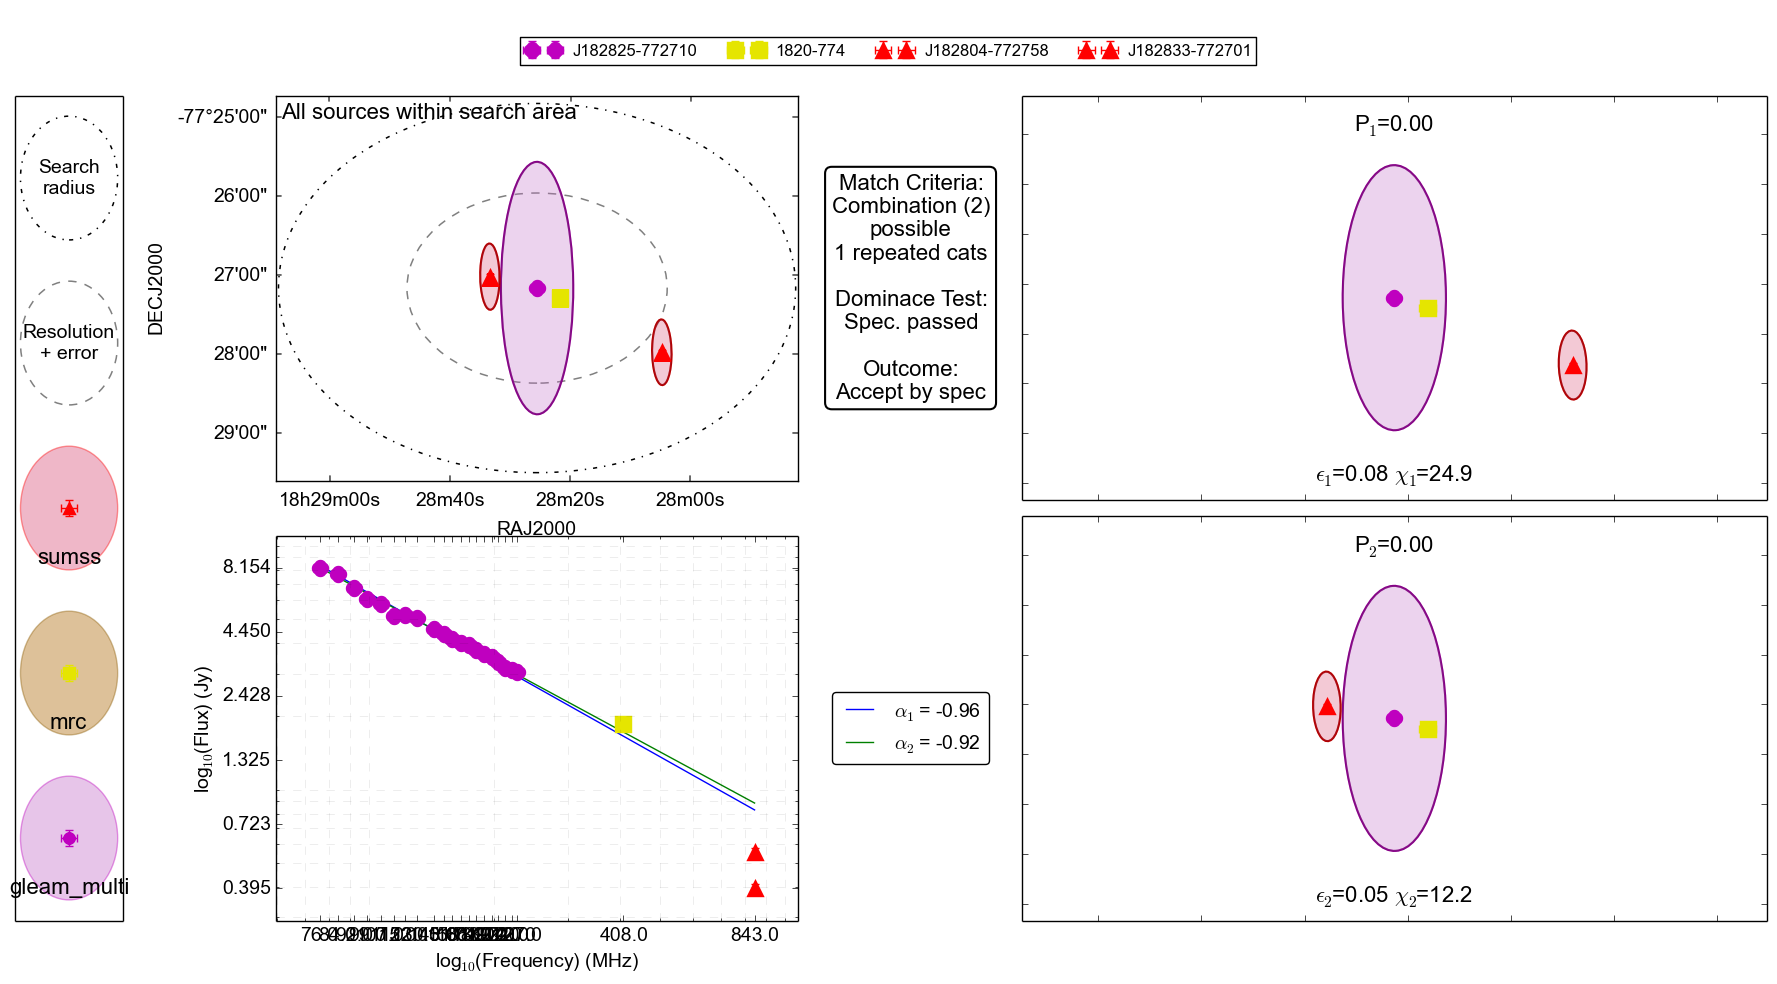 J182825-772710
1820-774
J182804-772758
J182833-772701
Search
radius
Resolution
+ error
sumss
mrc
gleam_multi
All sources within search area
-77°25'00"
26'00"
27'00"
28'00"
29'00"
DECJ2000
18h29m00s
28m40s
28m20s
28m00s
RAJ2000
Match Criteria:
Combination (2)
possible
1 repeated cats
Dominace Test:
Spec. passed
Outcome:
Accept by spec
P1=0.00
ϵ1=0.08 χ1=24.9
P2=0.00
ϵ2=0.05 χ2=12.2
8.154
4.450
2.428
1.325
0.723
0.395
log10(Flux) (Jy)
408.0
843.0
log10(Frequency) (MHz)
α1 = -0.96
α2 = -0.92